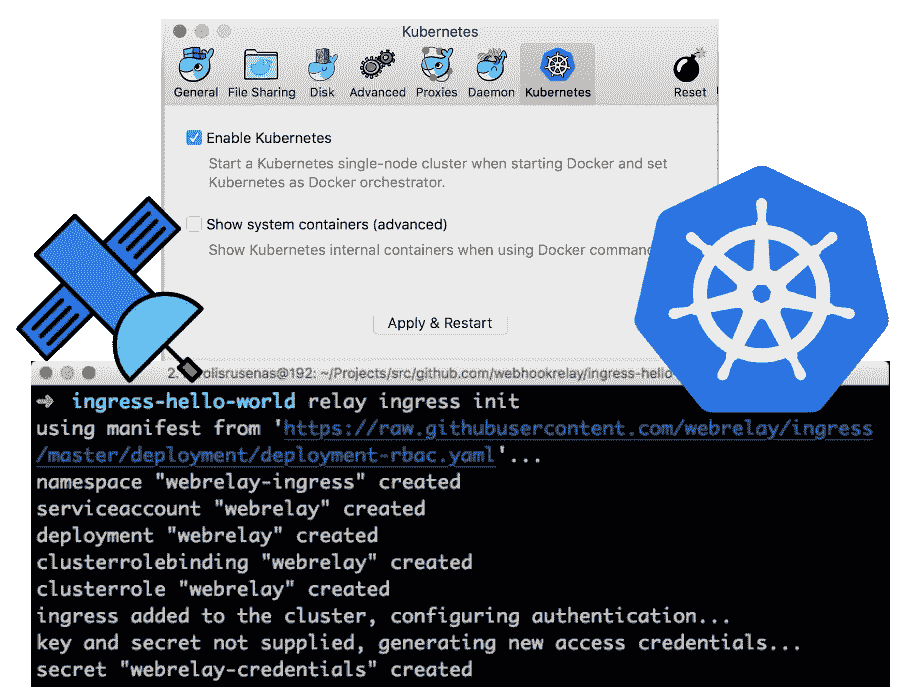 Kubernetes
General File Sharing Disk Advanced Proxies Daemon Kubernetes Reset
Enable Kubernetes
Start a Kubernetes single-node cluster when starting Docker and set
Kubernetes as Docker orchestrator.
Show system containers (advanced)
Show Kubernetes internal containers when using Docker
Apply & Restart
2. olisrusenas@192: ~/Projects/src/github.com/webhookrelay/ingress-hello
➜ ingress-hello-world relay ingress init
using manifest from 'https://raw.githubusercontent.com/webrelay/ingress
/master/deployment/deployment-rbac.yaml'...
namespace "webrelay-ingress" created
serviceaccount "webrelay" created
deployment "webrelay" created
clusterrolebinding "webrelay" created
clusterrole "webrelay" created
ingress added to the cluster, configuring authentication...
key and secret not supplied, generating new access credentials...
secret "webrelay-credentials" created